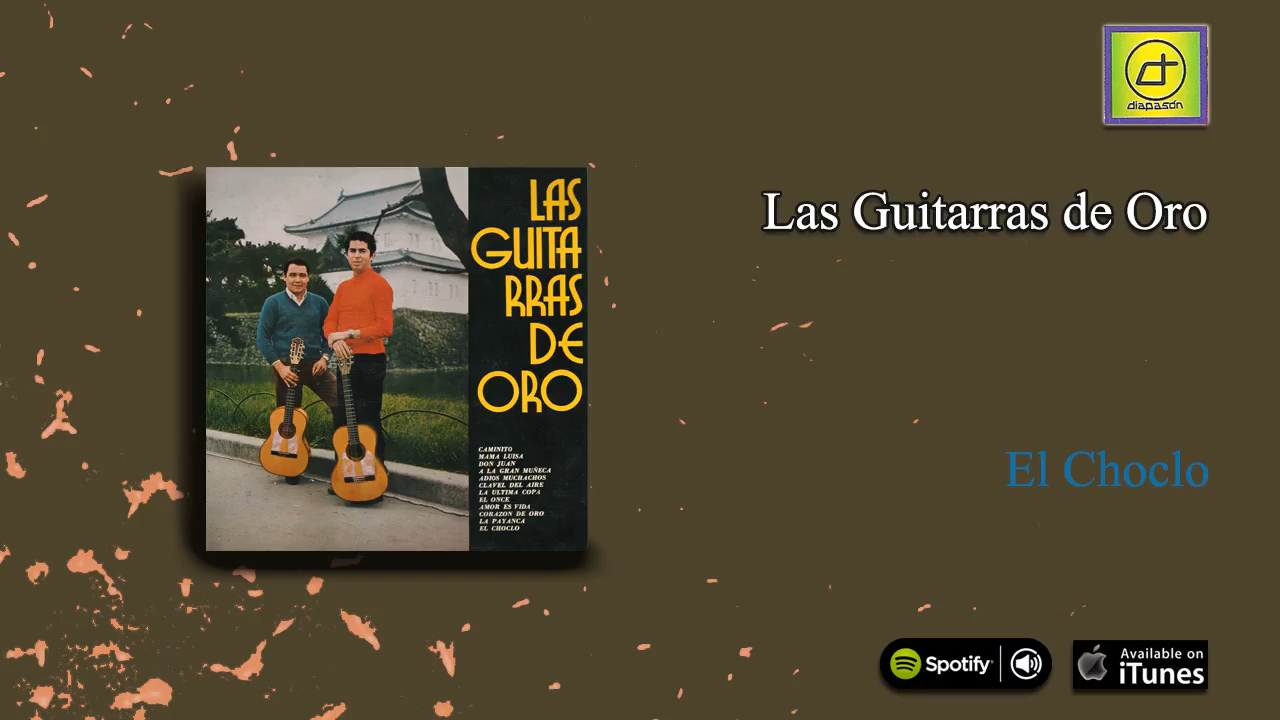 LAS
GUITA
RRAS
DE
ORO
CAMINITO
MAMA LUISA
DON JUAN
A LA GRAN MUÑECA
ADIOS MUCHACHOS
CLAVEL DEL AIRE
LA ULTIMA COPA
EL ONCE
AMOR ES VIDA
CORAZON DE ORO
LA PAYANCA
EL CHOCLO
diapasón
Las Guitarras de Oro
El Choclo
Spotify
Available on
iTunes